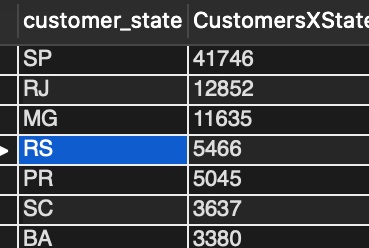 customer_state CustomersXState
SP 41746
RJ 12852
MG 11635
RS 5466
PR 5045
SC 3637
BA 3380